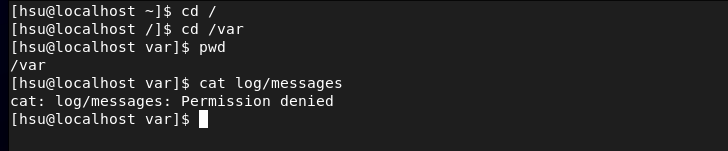 [hsu@localhost ~]$ cd /
[hsu@localhost /]$ cd /var
[hsu@localhost var]$ pwd
/var
[hsu@localhost var]$ cat log/messages
cat: log/messages: Permission denied
[hsu@localhost var]$